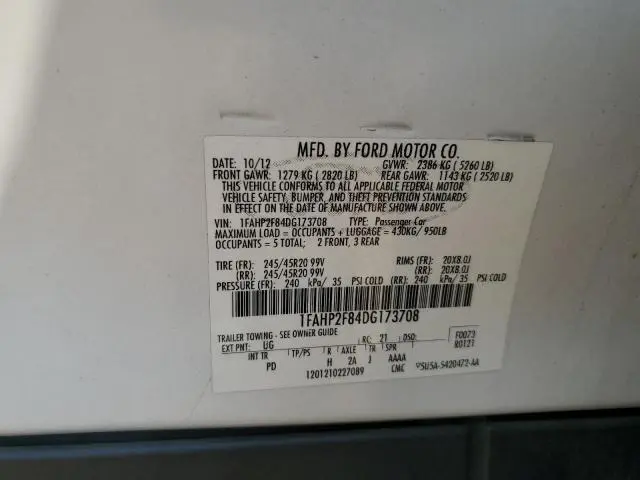 MFD. BY FORD MOTOR CO.
DATE: 10/12 GVWR: 2386 KG ( 5260 LB)
FRONT GAWR: 1279 KG ( 2820 LB) REAR GAWR: 1143 KG ( 2520 LB)
THIS VEHICLE CONFORMS TO ALL APPLICABLE FEDERAL MOTOR
VEHICLE SAFETY, BUMPER, AND THEFT PREVENTION STANDARDS
IN EFFECT ON THE DATE OF MANUFACTURE SHOWN ABOVE.
VIN: 1FAHP2F84DG173708 TYPE: Passenger Car
MAXIMUM LOAD = OCCUPANTS + LUGGAGE = 430KG/ 950LB
OCCUPANTS = 5 TOTAL; 2 FRONT, 3 REAR
TIRE (FR): 245/45R20 99V RIMS (FR): 20X8.0J
(RR): 245/45R20 99V (RR): 20X8.0J
PRESSURE (FR): 240 kPa/ 35 PSI COLD (RR): 240 kPa/ 35 PSI COLD
1FAHP2F84DG173708
TRAILER TOWING - SEE OWNER GUIDE
EXT PNT: UG RC: 21 DSO: F0073
R0121
INT TR TP/PS R AXLE TR SPR
PD H 2A J AAAA
1201210227089 CMC 5U5A-5420472-AA